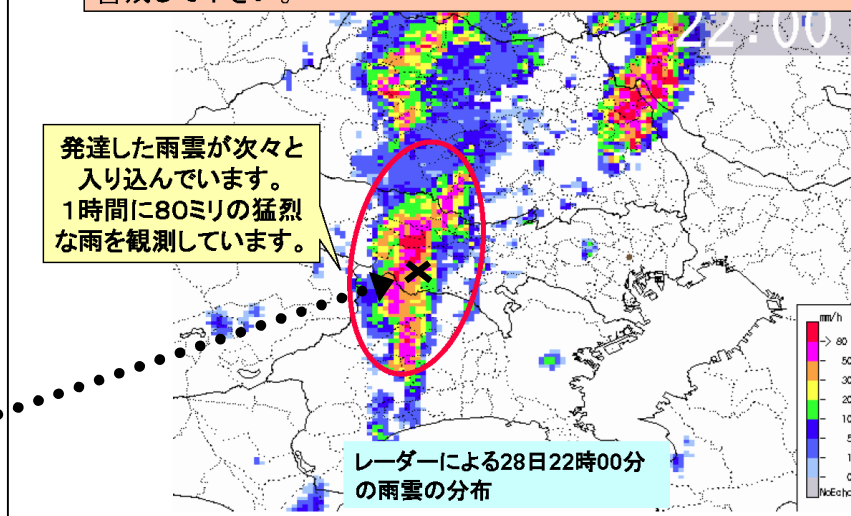 22:00
発達した雨雲が次々と
入り込んでいます。
1時間に80ミリの猛烈
な雨を観測しています。
mm/h
> 80
50
30
20
10
5
1
0
NoEcho
レーダーによる28日22時00分
の雨雲の分布